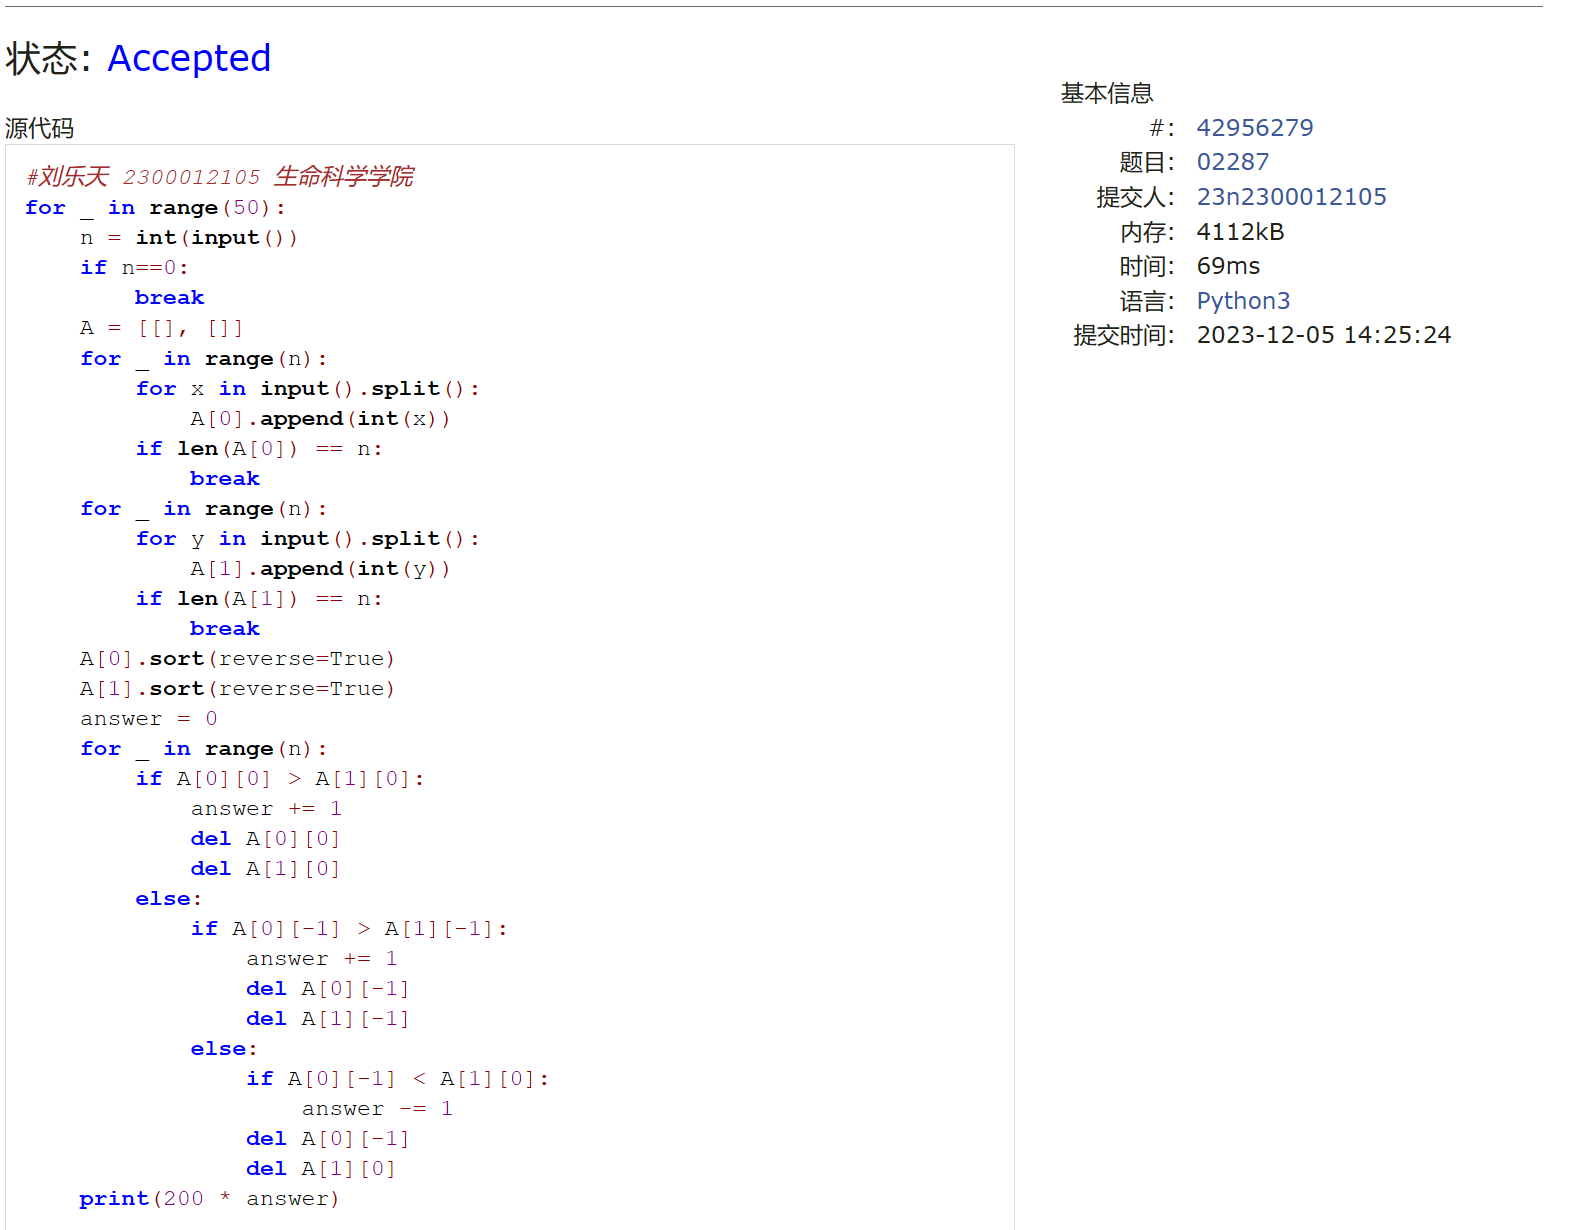 状态: Accepted
源代码
#刘乐天 2300012105 生命科学学院
for _ in range(50):
    n = int(input())
    if n==0:
        break
    A = [[], []]
    for _ in range(n):
        for x in input().split():
            A[0].append(int(x))
        if len(A[0]) == n:
            break
    for _ in range(n):
        for y in input().split():
            A[1].append(int(y))
        if len(A[1]) == n:
            break
    A[0].sort(reverse=True)
    A[1].sort(reverse=True)
    answer = 0
    for _ in range(n):
        if A[0][0] > A[1][0]:
            answer += 1
            del A[0][0]
            del A[1][0]
        else:
            if A[0][-1] > A[1][-1]:
                answer += 1
                del A[0][-1]
                del A[1][-1]
            else:
                if A[0][-1] < A[1][0]:
                    answer -= 1
                del A[0][-1]
                del A[1][0]
    print(200 * answer)
基本信息
#: 42956279
题目: 02287
提交人: 23n2300012105
内存: 4112kB
时间: 69ms
语言: Python3
提交时间: 2023-12-05 14:25:24